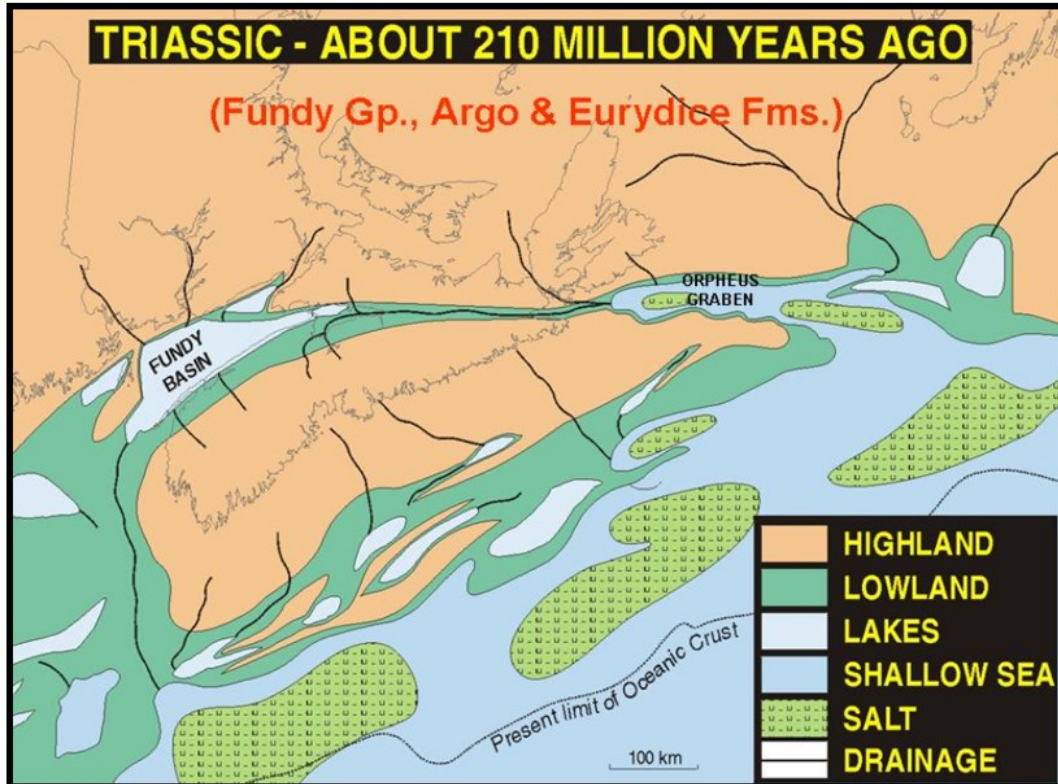 TRIASSIC - ABOUT 210 MILLION YEARS AGO
(Fundy Gp., Argo & Eurydice Fms.)
ORPHEUS
GRABEN
FUNDY
BASIN
Present limit of Oceanic Crust
100 km
HIGHLAND
LOWLAND
LAKES
SHALLOW SEA
SALT
DRAINAGE